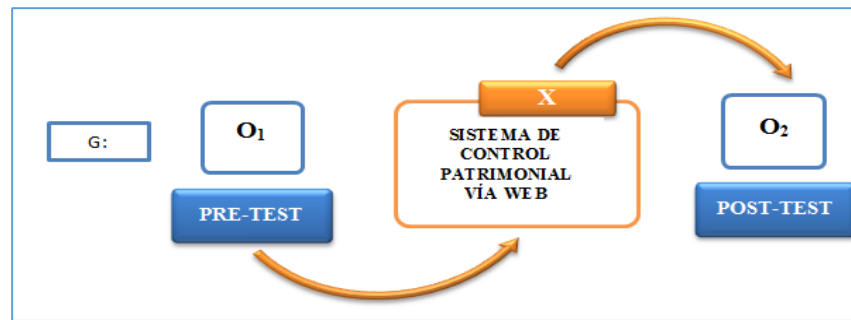 G:
O1
PRE-TEST
X
SISTEMA DE
CONTROL
PATRIMONIAL
VÍA WEB
O2
POST-TEST